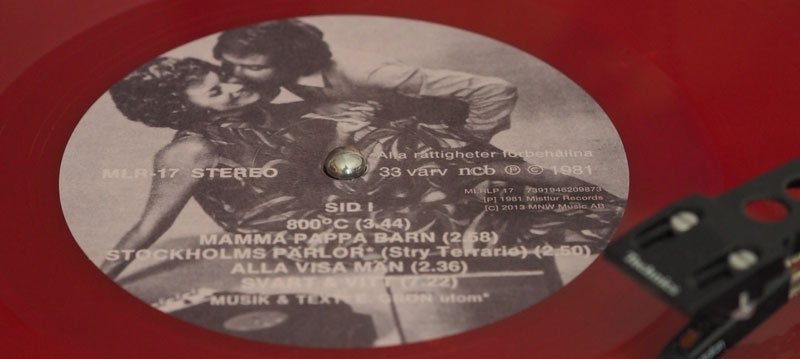 Alla rättigheter förbehållna
MLR-17 STEREO
33 varv ncb Ⓟ © 1981
MLRLP 17 7391946209873
[P] 1981 Mistlur Records
(C) 2013 MNW Music AB
SID I
800°C (3.44)
MAMMA PAPPA BARN (2.58)
STOCKHOLMS PÄRLOR* (Stry Terrarie) (2.50)
ALLA VISA MÄN (2.36)
SVART & VITT (7.22)
MUSIK & TEXT: E. GRÖN utom*
Technics